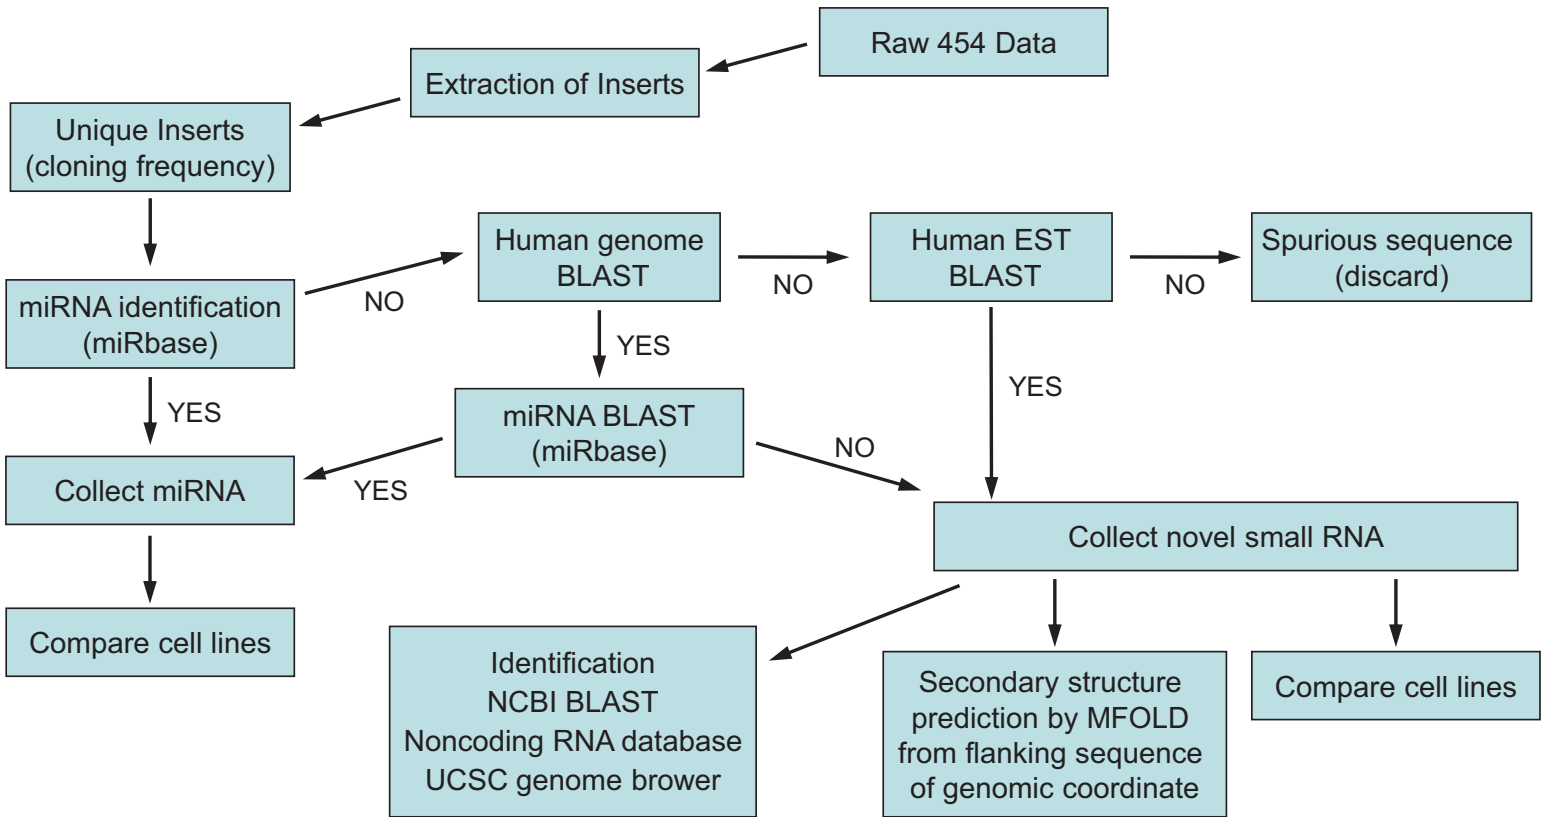 Raw 454 Data
Extraction of Inserts
Unique Inserts
(cloning frequency)
miRNA identification
(miRbase)
NO
Human genome
BLAST
NO
Human EST
BLAST
NO
Spurious sequence
(discard)
YES
YES
YES
miRNA BLAST
(miRbase)
YES
NO
Collect miRNA
Collect novel small RNA
Compare cell lines
Identification
NCBI BLAST
Noncoding RNA database
UCSC genome brower
Secondary structure
prediction by MFOLD
from flanking sequence
of genomic coordinate
Compare cell lines